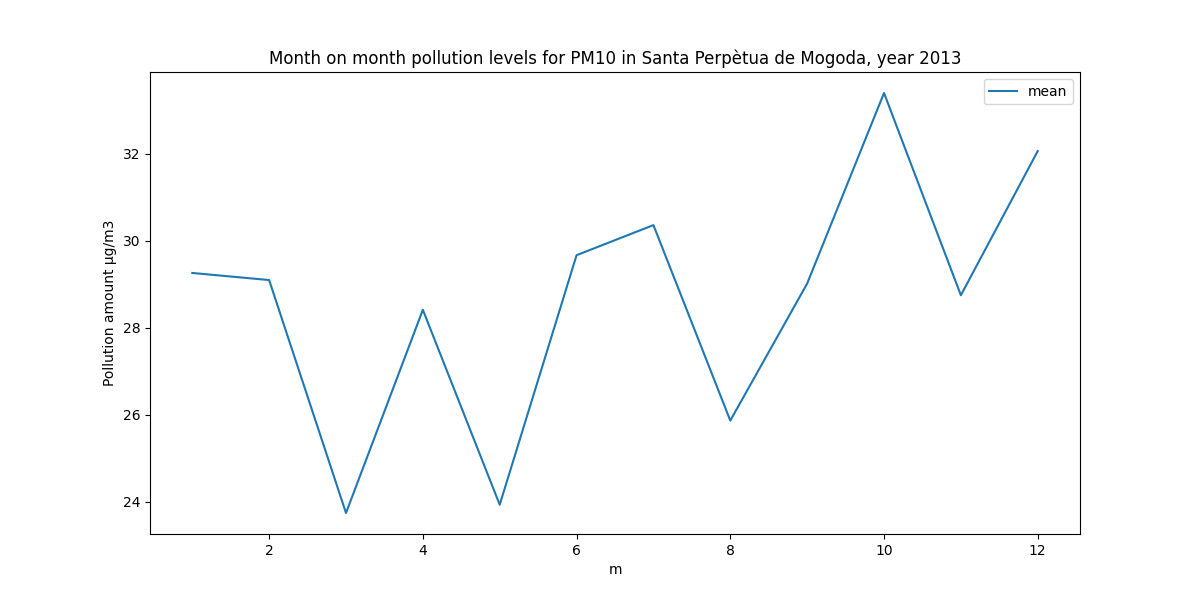 Month on month pollution levels for PM10 in Santa Perpètua de Mogoda, year 2013
mean
Pollution amount µg/m3
32
30
28
26
24
2
4
6
8
10
12
m